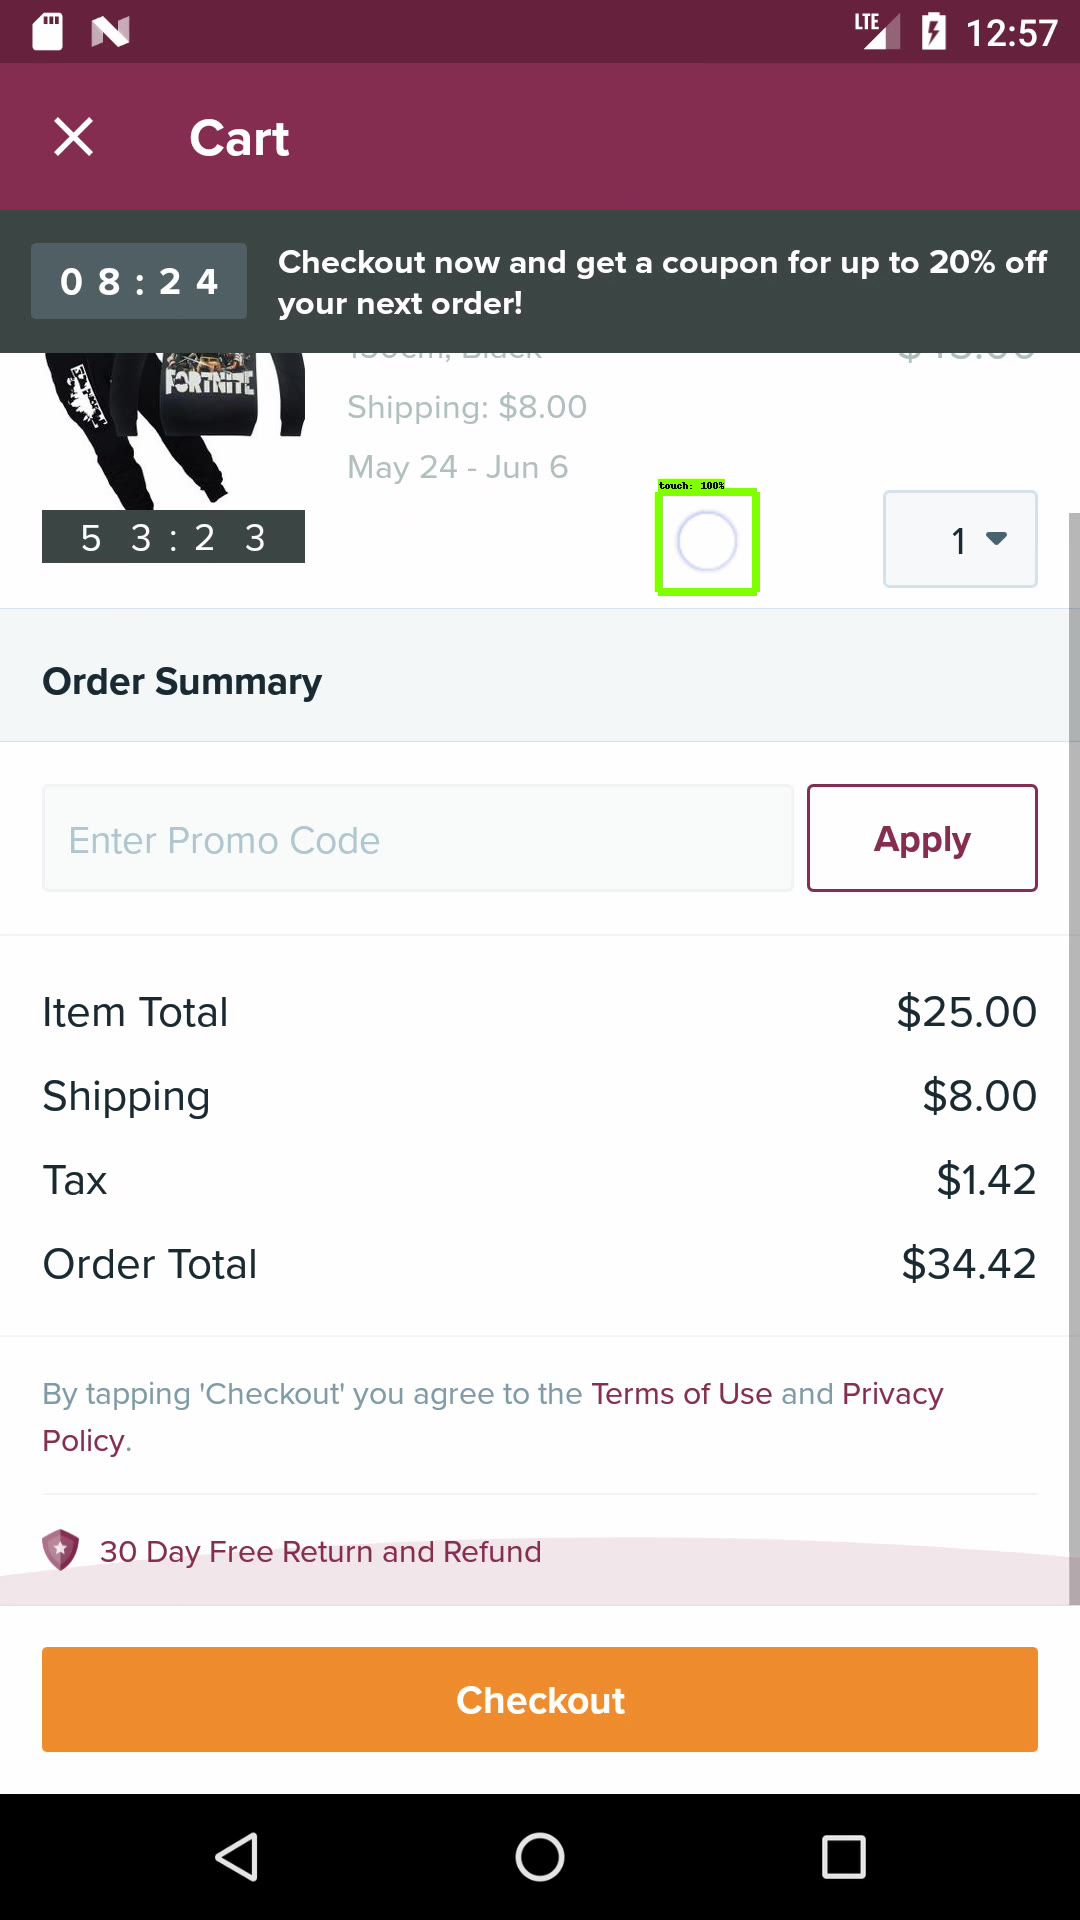 LTE 12:57
Cart
08:24
Checkout now and get a coupon for up to 20% off
your next order!
FORTNITE
Shipping: $8.00
May 24 - Jun 6
touch: 100%
53:23
1
Order Summary
Enter Promo Code
Apply
Item Total $25.00
Shipping $8.00
Tax $1.42
Order Total $34.42
By tapping 'Checkout' you agree to the Terms of Use and Privacy
Policy.
30 Day Free Return and Refund
Checkout